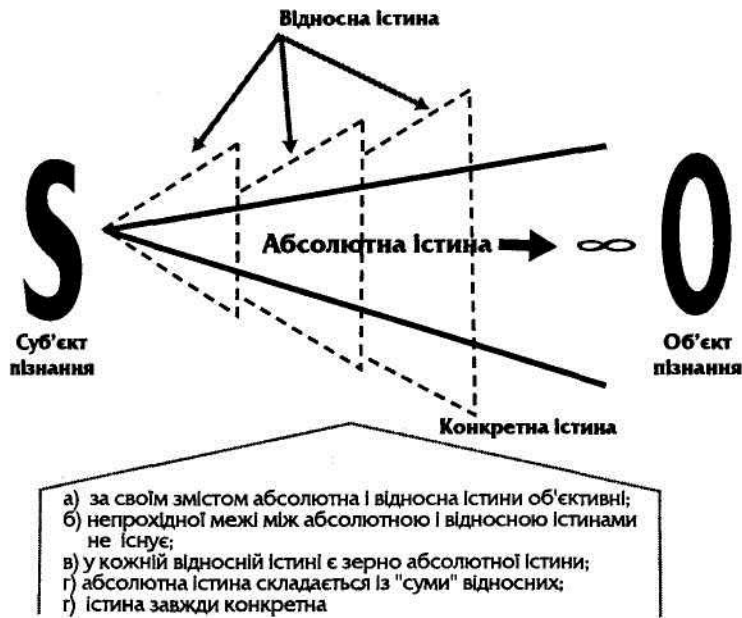 Відносна істина
S
Абсолютна істина
∞
O
Суб'єкт
пізнання
Об'єкт
пізнання
Конкретна істина
а) за своїм змістом абсолютна і відносна істини об'єктивні;
б) непрохідної межі між абсолютною і відносною істинами
не існує;
в) у кожній відносній істині є зерно абсолютної істини;
г) абсолютна істина складається із "суми" відносних;
г) істина завжди конкретна